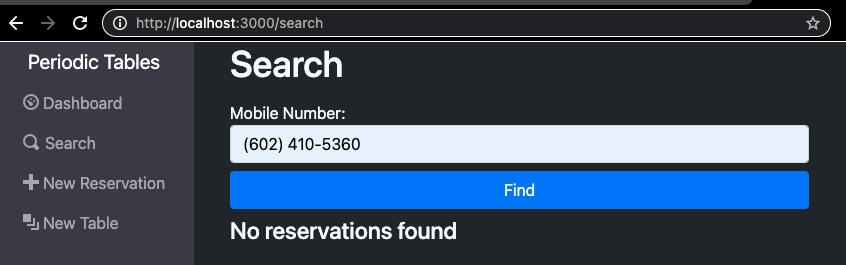 http://localhost:3000/search
Periodic Tables
Dashboard
Search
New Reservation
New Table
Search
Mobile Number:
(602) 410-5360
Find
No reservations found